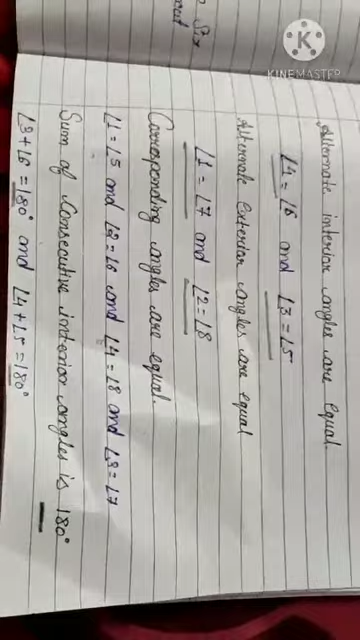 Six
KINEMASTER
Alternate interior angles are equal.
∠4 = ∠6 and ∠3 = ∠5
Alternate Exterior angles are equal
∠1 = ∠7 and ∠2 = ∠8
Corresponding angles are equal.
∠1 = ∠5 and ∠2 = ∠6 and ∠4 = ∠8 and ∠3 = ∠7
Sum of Consecutive interior angles is 180°
∠3 + ∠6 = 180° and ∠4 + ∠5 = 180°